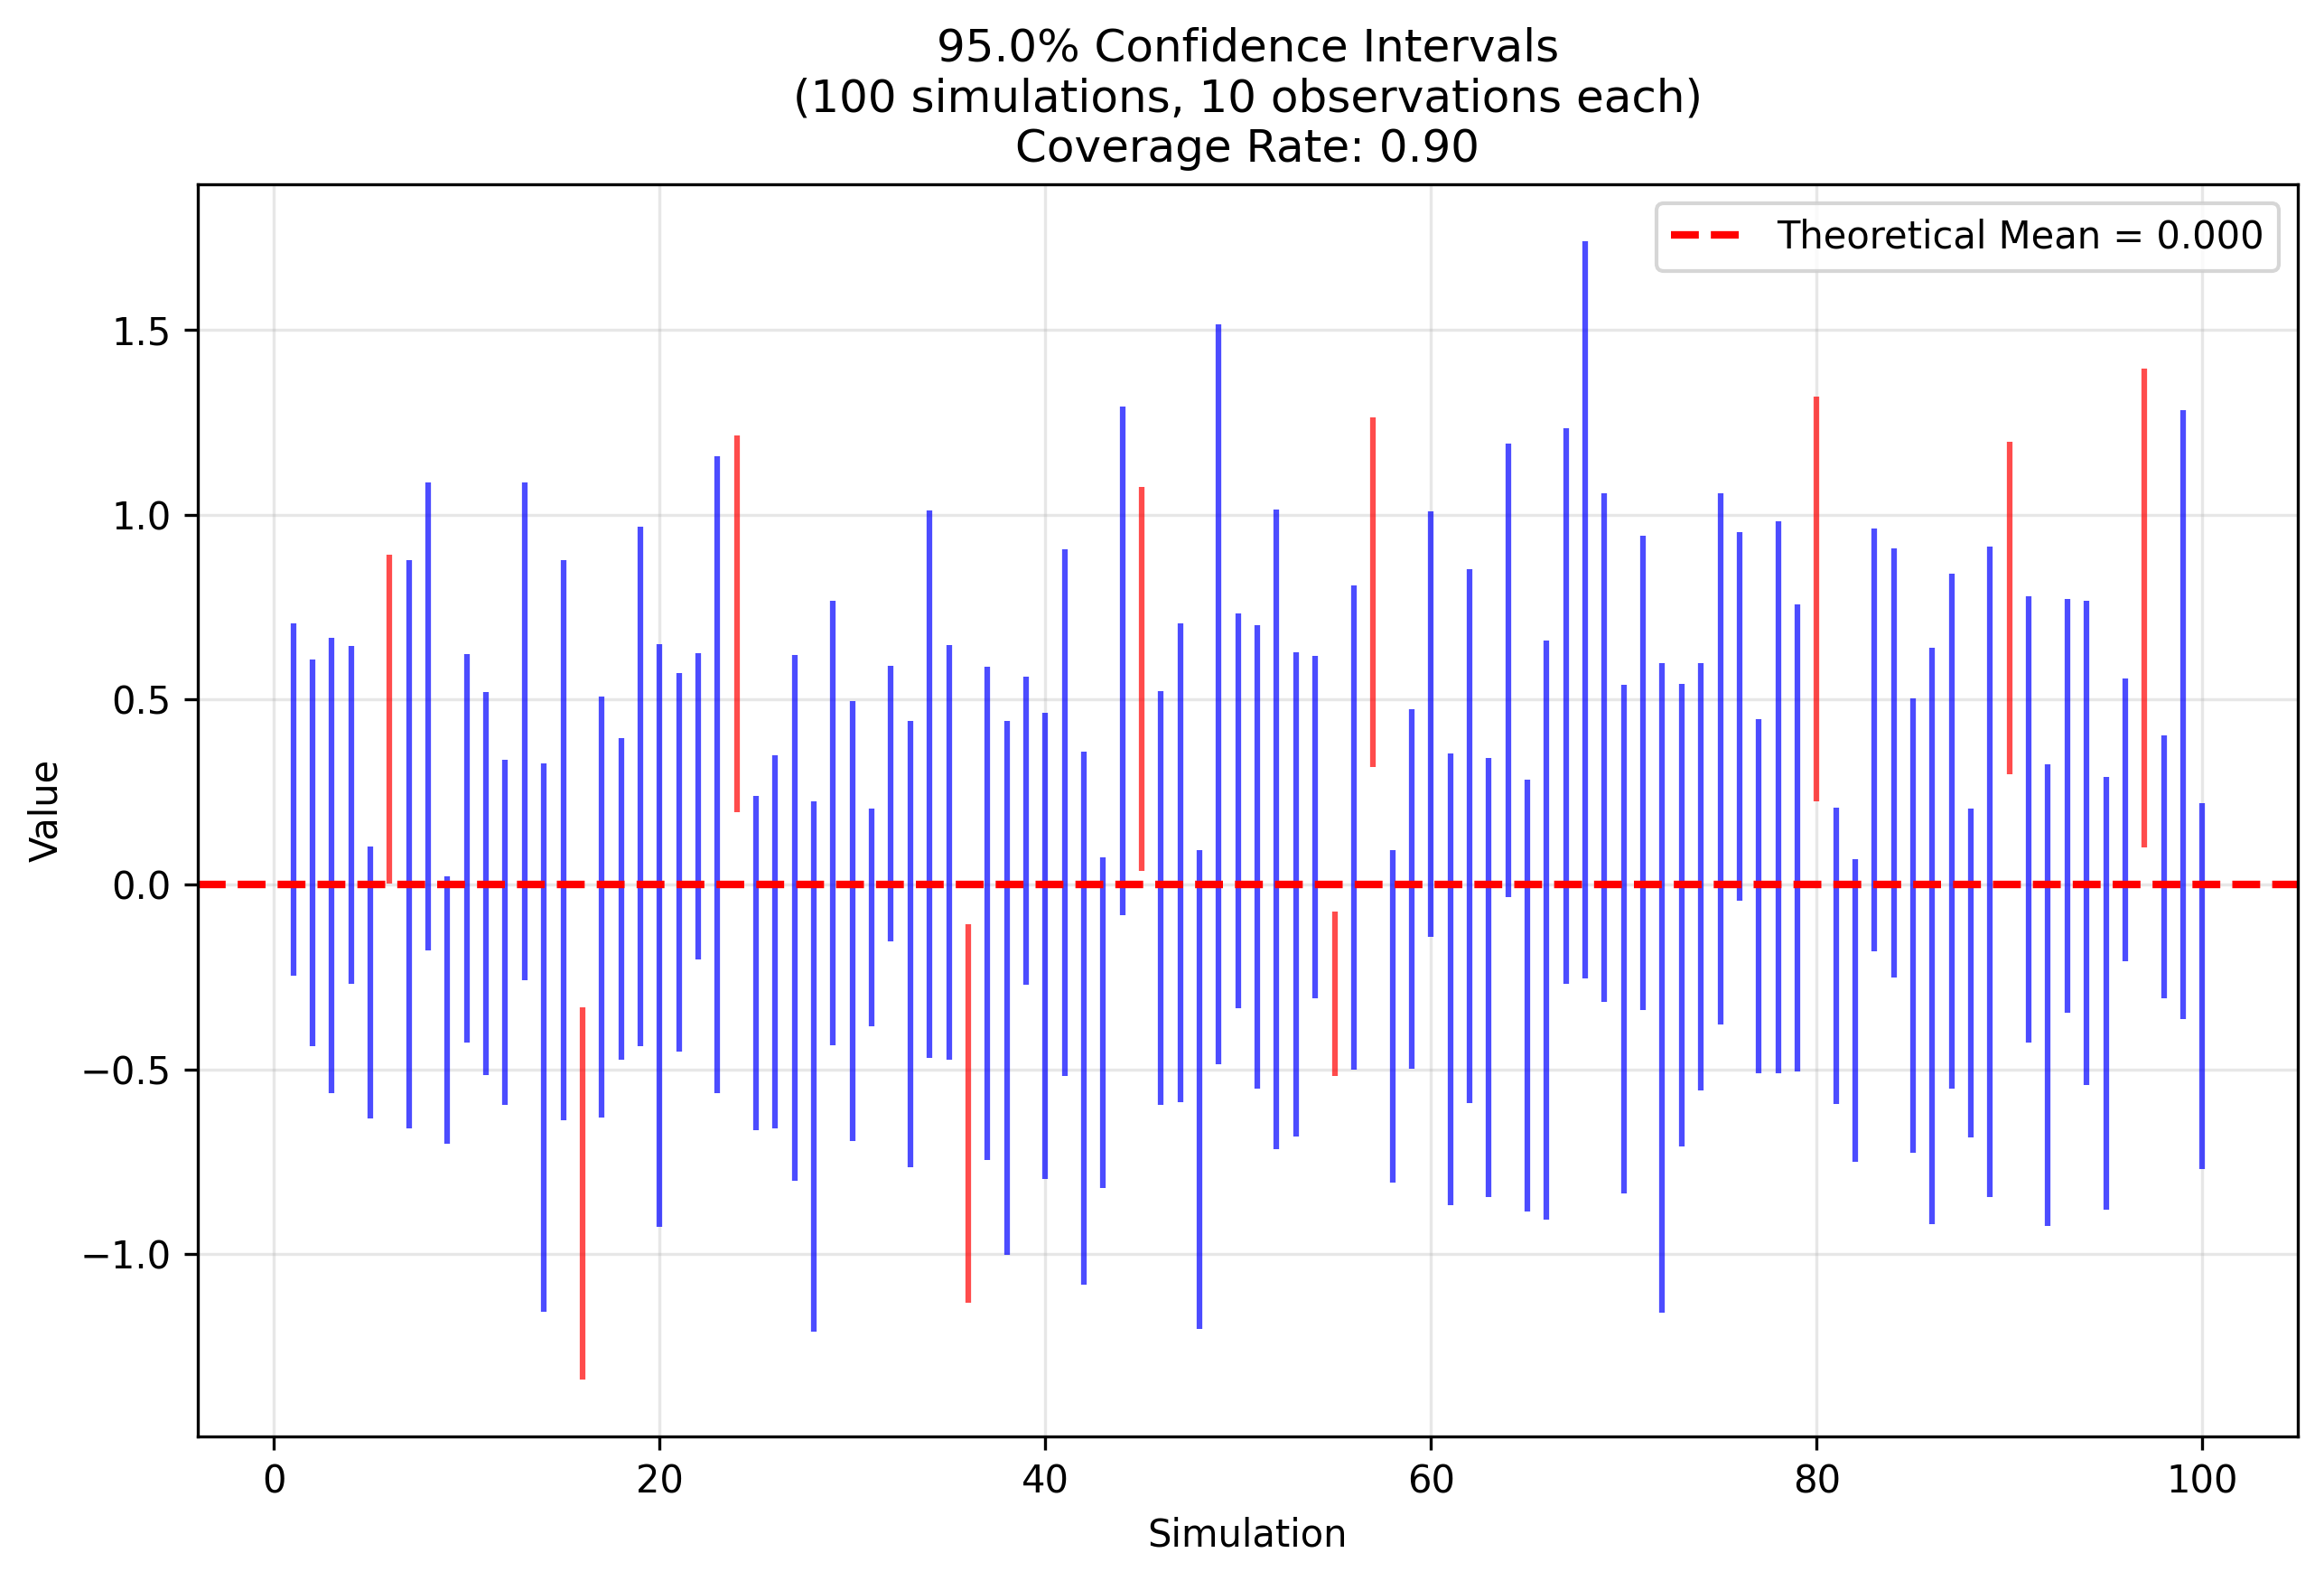 95.0% Confidence Intervals
(100 simulations, 10 observations each)
Coverage Rate: 0.90
Theoretical Mean = 0.000
1.5
1.0
0.5
0.0
−0.5
−1.0
Value
0 20 40 60 80 100
Simulation